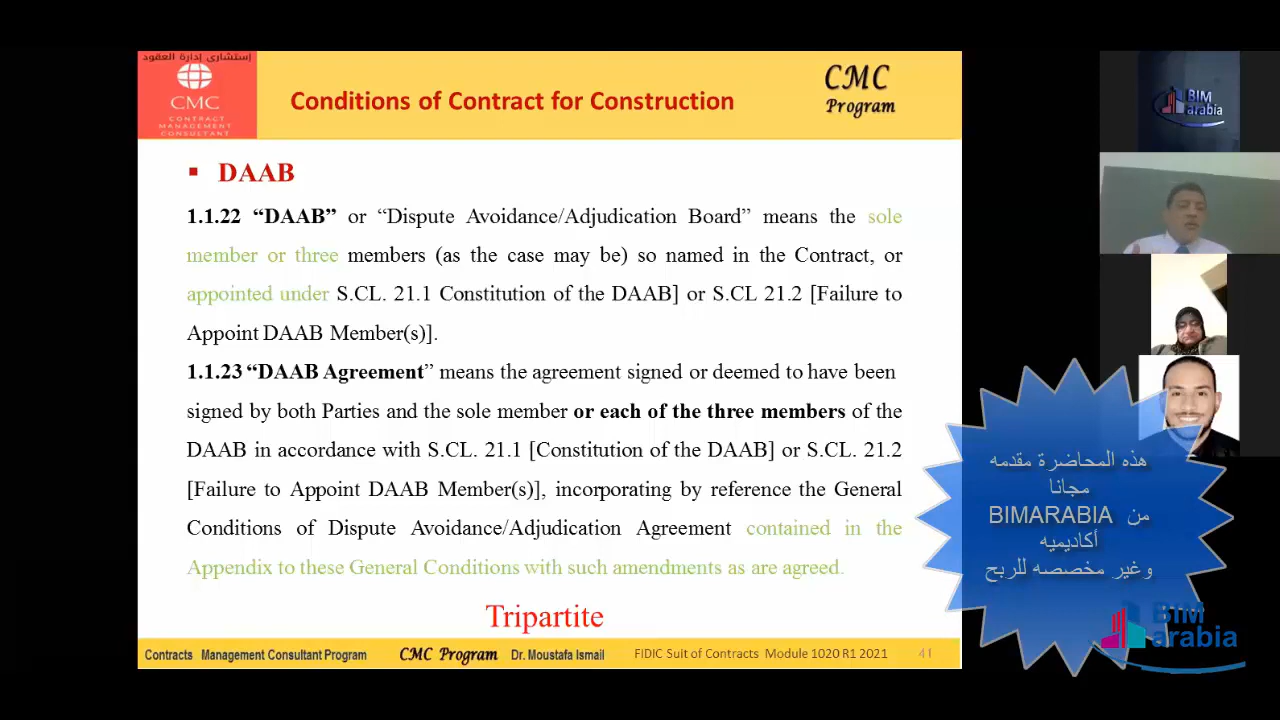 إستشارى إدارة العقود
CMC
CONTRACT
MANAGEMENT
CONSULTANT
Conditions of Contract for Construction
CMC
Program
▪ DAAB
1.1.22 “DAAB” or “Dispute Avoidance/Adjudication Board” means the sole
member or three members (as the case may be) so named in the Contract, or
appointed under S.CL. 21.1 Constitution of the DAAB] or S.CL 21.2 [Failure to
Appoint DAAB Member(s)].
1.1.23 “DAAB Agreement” means the agreement signed or deemed to have been
signed by both Parties and the sole member or each of the three members of the
DAAB in accordance with S.CL. 21.1 [Constitution of the DAAB] or S.CL. 21.2
[Failure to Appoint DAAB Member(s)], incorporating by reference the General
Conditions of Dispute Avoidance/Adjudication Agreement contained in the
Appendix to these General Conditions with such amendments as are agreed.
Tripartite
Contracts Management Consultant Program CMC Program Dr. Moustafa Ismail FIDIC Suit of Contracts Module 1020 R1 2021 41
BIM
arabia
هذه المحاضرة مقدمه
مجانا
من BIMARABIA
أكاديميه
وغير مخصصه للربح
BIM
arabia